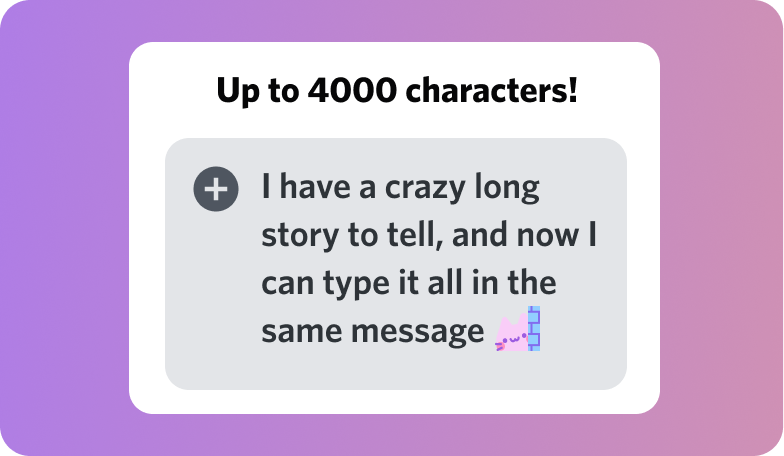 Up to 4000 characters!
I have a crazy long
story to tell, and now I
can type it all in the
same message